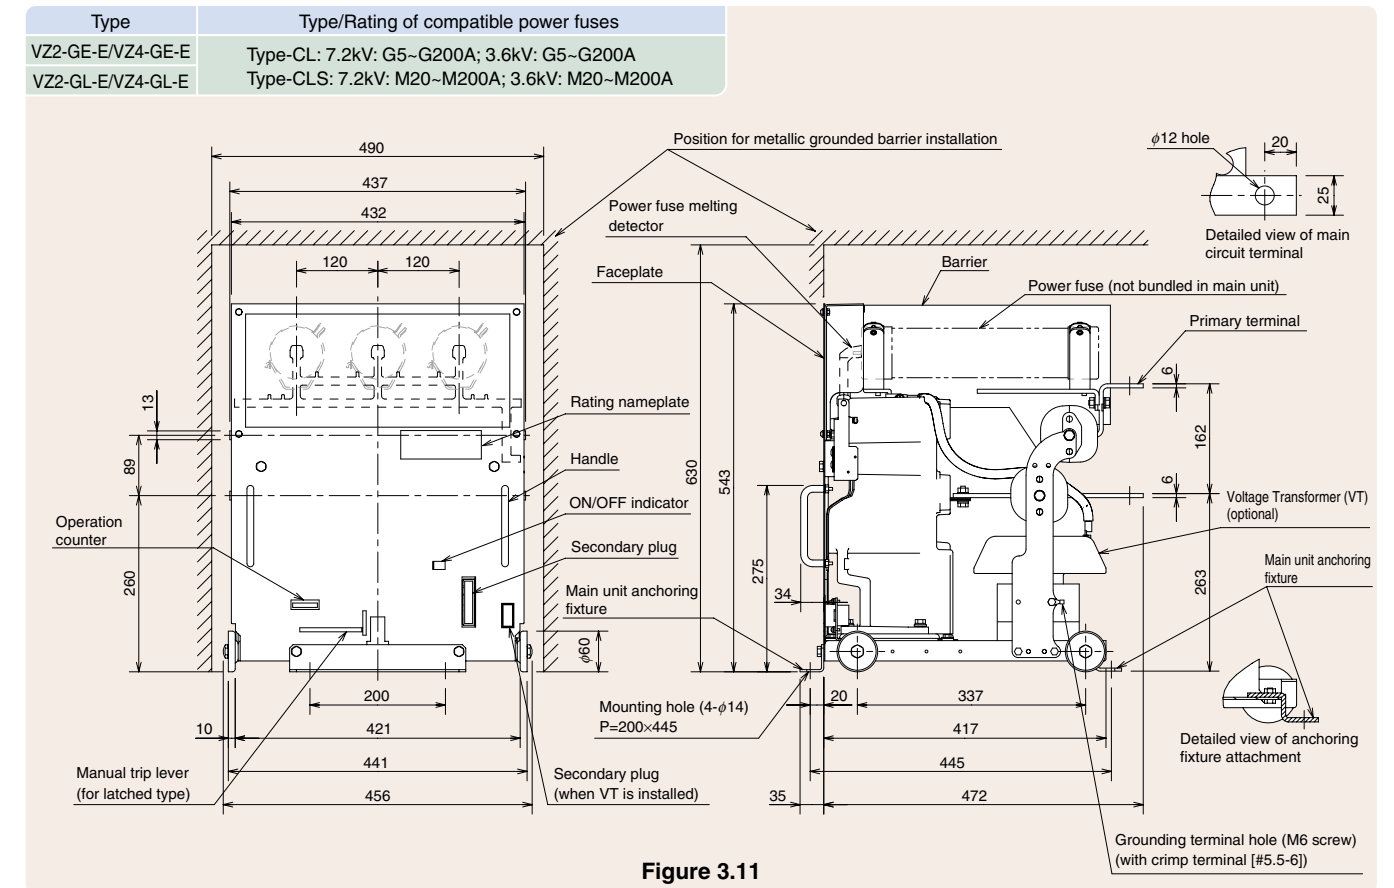 Type
Type/Rating of compatible power fuses
VZ2-GE-E/VZ4-GE-E
VZ2-GL-E/VZ4-GL-E
Type-CL: 7.2kV: G5~G200A; 3.6kV: G5~G200A
Type-CLS: 7.2kV: M20~M200A; 3.6kV: M20~M200A
490
437
432
120
120
13
89
260
Operation
counter
200
10
421
441
456
Manual trip lever
(for latched type)
φ60
Position for metallic grounded barrier installation
Power fuse melting
detector
Faceplate
Rating nameplate
Handle
ON/OFF indicator
Secondary plug
Main unit anchoring
fixture
Mounting hole (4-φ14)
P=200×445
Secondary plug
(when VT is installed)
630
543
275
34
Barrier
Power fuse (not bundled in main unit)
Primary terminal
6
162
6
263
Voltage Transformer (VT)
(optional)
Main unit anchoring
fixture
20
337
417
445
35
472
φ12 hole
20
25
Detailed view of main
circuit terminal
Detailed view of anchoring
fixture attachment
Grounding terminal hole (M6 screw)
(with crimp terminal [#5.5-6])
Figure 3.11